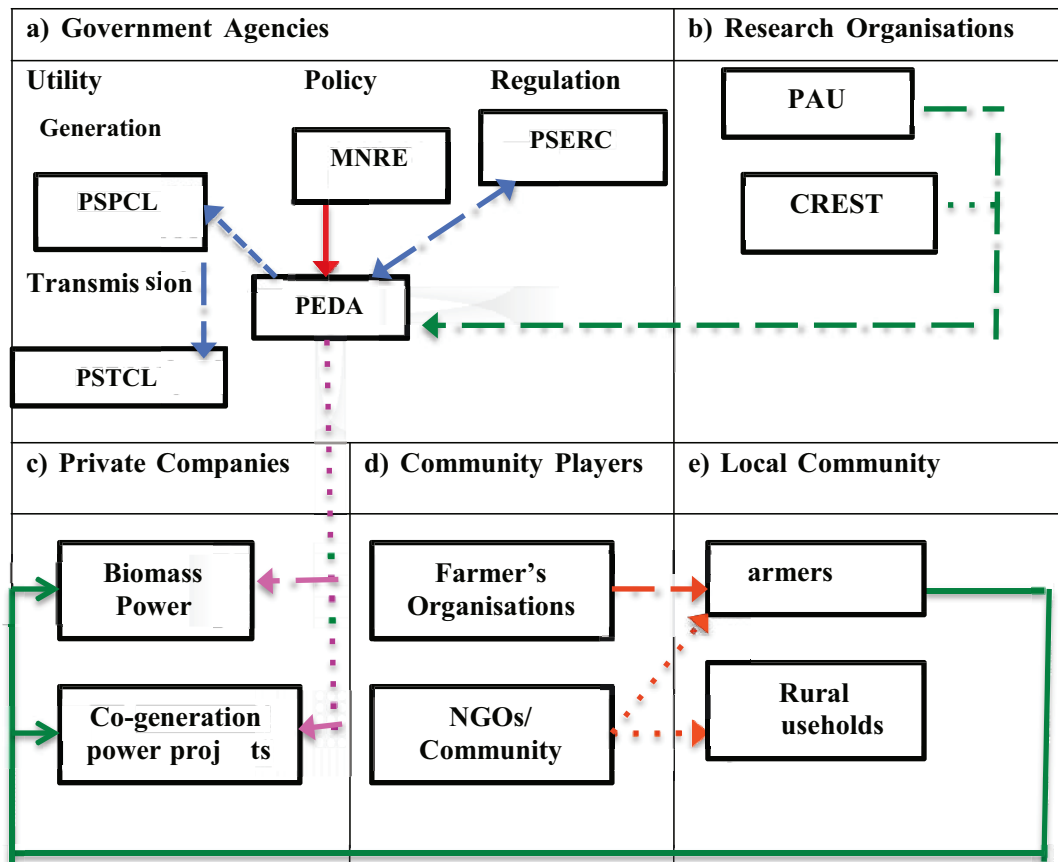 a) Government Agencies
b) Research Organisations
Utility
Policy
Regulation
Generation
PSPCL
MNRE
PSERC
PAU
CREST
Transmis sion
PEDA
PSTCL
c) Private Companies
d) Community Players
e) Local Community
Biomass
Power
Farmer's
Organisations
armers
Co-generation
power proj ts
NGOs/
Community
Rural
useholds